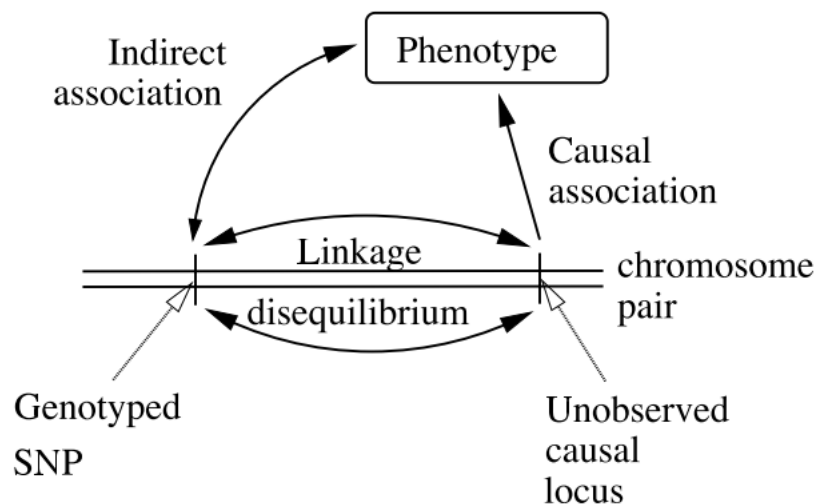 Indirect
association
Phenotype
Causal
association
Linkage
chromosome
pair
disequilibrium
Genotyped
SNP
Unobserved
causal
locus